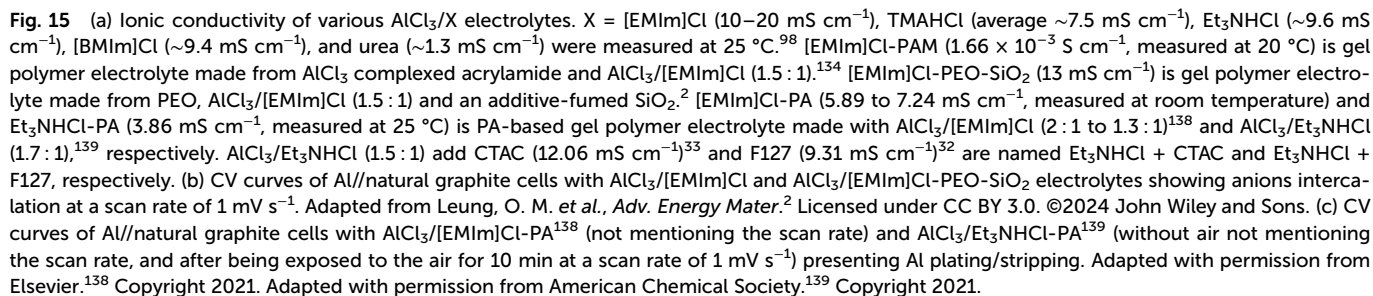 Fig. 15 (a) Ionic conductivity of various AlCl₃/X electrolytes. X = [EMIm]Cl (10–20 mS cm⁻¹), TMAHCl (average ~7.5 mS cm⁻¹), Et₃NHCl (~9.6 mS
cm⁻¹), [BMIm]Cl (~9.4 mS cm⁻¹), and urea (~1.3 mS cm⁻¹) were measured at 25 °C.⁹⁸ [EMIm]Cl-PAM (1.66 × 10⁻³ S cm⁻¹, measured at 20 °C) is gel
polymer electrolyte made from AlCl₃ complexed acrylamide and AlCl₃/[EMIm]Cl (1.5 : 1).¹³⁴ [EMIm]Cl-PEO-SiO₂ (13 mS cm⁻¹) is gel polymer electro-
lyte made from PEO, AlCl₃/[EMIm]Cl (1.5 : 1) and an additive-fumed SiO₂.² [EMIm]Cl-PA (5.89 to 7.24 mS cm⁻¹, measured at room temperature) and
Et₃NHCl-PA (3.86 mS cm⁻¹, measured at 25 °C) is PA-based gel polymer electrolyte made with AlCl₃/[EMIm]Cl (2 : 1 to 1.3 : 1)¹³⁸ and AlCl₃/Et₃NHCl
(1.7 : 1),¹³⁹ respectively. AlCl₃/Et₃NHCl (1.5 : 1) add CTAC (12.06 mS cm⁻¹)³³ and F127 (9.31 mS cm⁻¹)³² are named Et₃NHCl + CTAC and Et₃NHCl +
F127, respectively. (b) CV curves of Al//natural graphite cells with AlCl₃/[EMIm]Cl and AlCl₃/[EMIm]Cl-PEO-SiO₂ electrolytes showing anions interca-
lation at a scan rate of 1 mV s⁻¹. Adapted from Leung, O. M. et al., Adv. Energy Mater.² Licensed under CC BY 3.0. ©2024 John Wiley and Sons. (c) CV
curves of Al//natural graphite cells with AlCl₃/[EMIm]Cl-PA¹³⁸ (not mentioning the scan rate) and AlCl₃/Et₃NHCl-PA¹³⁹ (without air not mentioning
the scan rate, and after being exposed to the air for 10 min at a scan rate of 1 mV s⁻¹) presenting Al plating/stripping. Adapted with permission from
Elsevier.¹³⁸ Copyright 2021. Adapted with permission from American Chemical Society.¹³⁹ Copyright 2021.